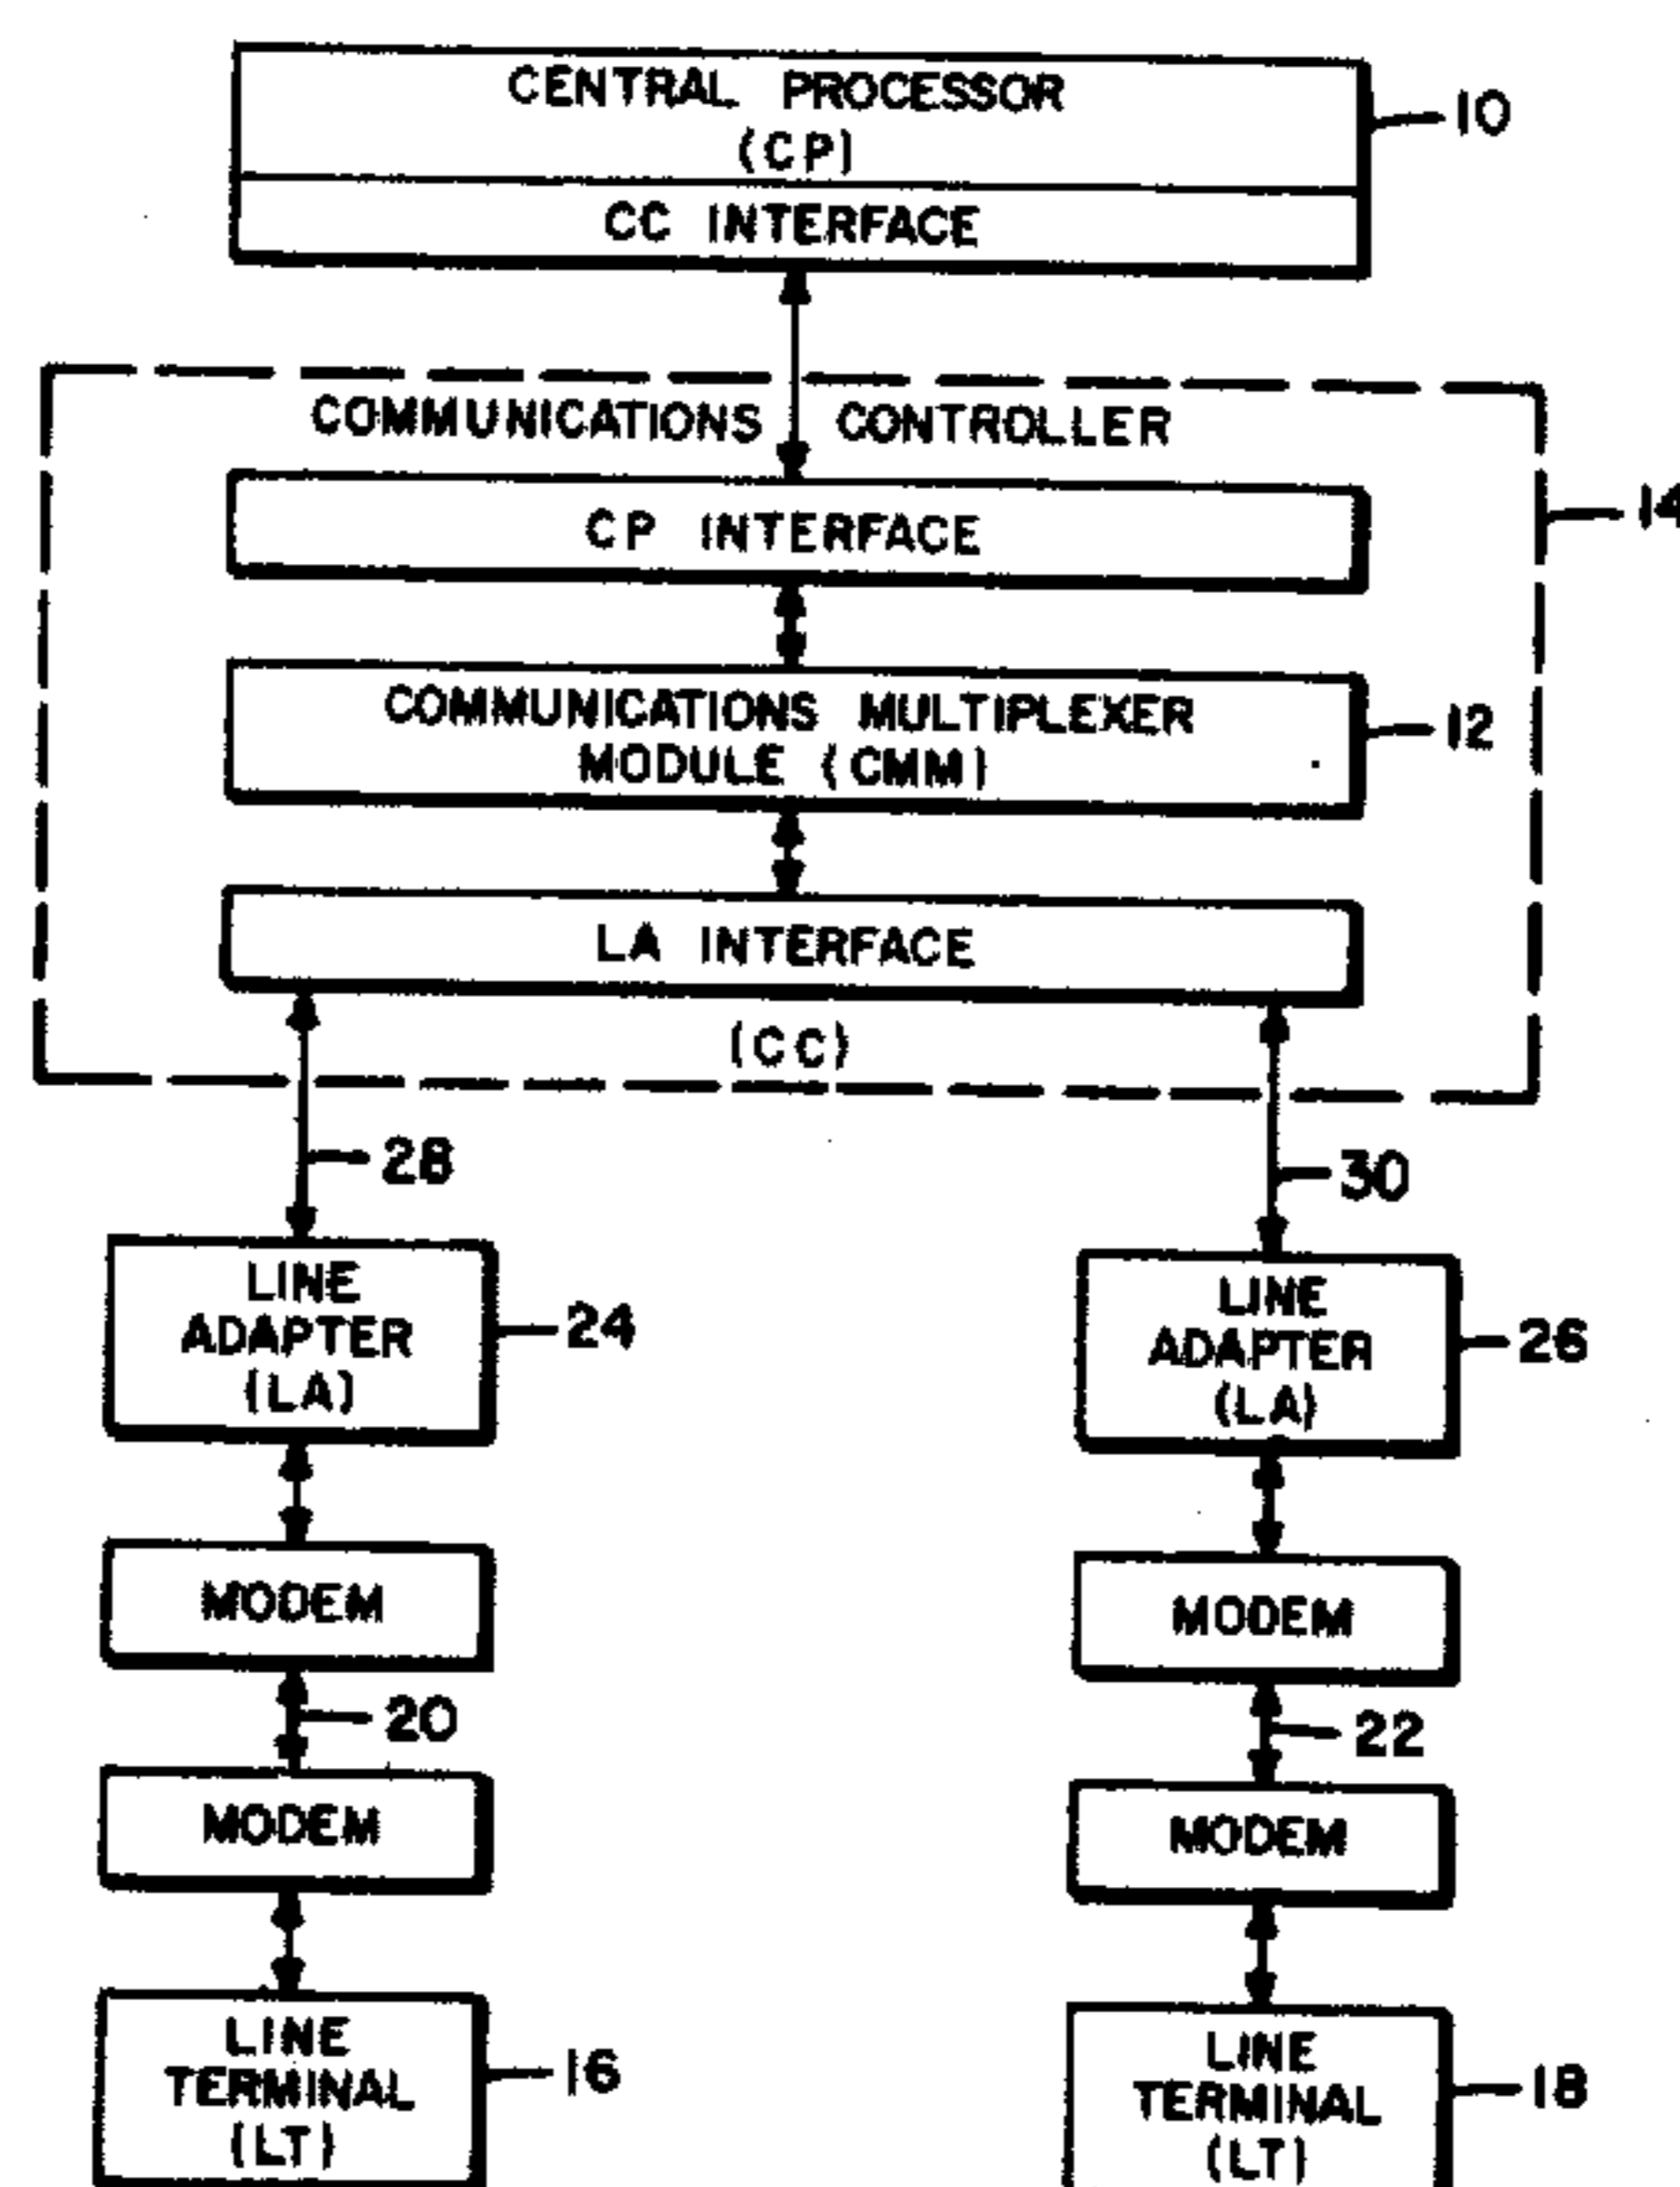 CENTRAL PROCESSOR
(CP)
10
CC INTERFACE
COMMUNICATIONS CONTROLLER
CP INTERFACE
14
COMMUNICATIONS MULTIPLEXER
MODULE (CMM)
12
LA INTERFACE
(CC)
28
30
LINE
ADAPTER
(LA)
24
LINE
ADAPTER
(LA)
26
MODEM
MODEM
20
22
MODEM
MODEM
LINE
TERMINAL
(LT)
16
LINE
TERMINAL
(LT)
18